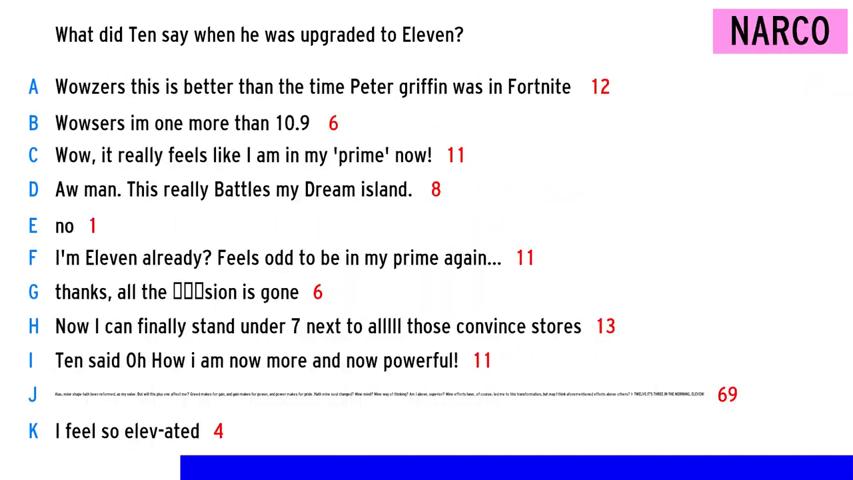 What did Ten say when he was upgraded to Eleven?
NARCO
A Wowzers this is better than the time Peter griffin was in Fortnite 12
B Wowsers im one more than 10.9 6
C Wow, it really feels like I am in my 'prime' now! 11
D Aw man. This really Battles my Dream island. 8
E no 1
F I'm Eleven already? Feels odd to be in my prime again... 11
G thanks, all the □□□sion is gone 6
H Now I can finally stand under 7 next to alllll those convince stores 13
I Ten said Oh How i am now more and now powerful! 11
J 69
K I feel so elev-ated 4